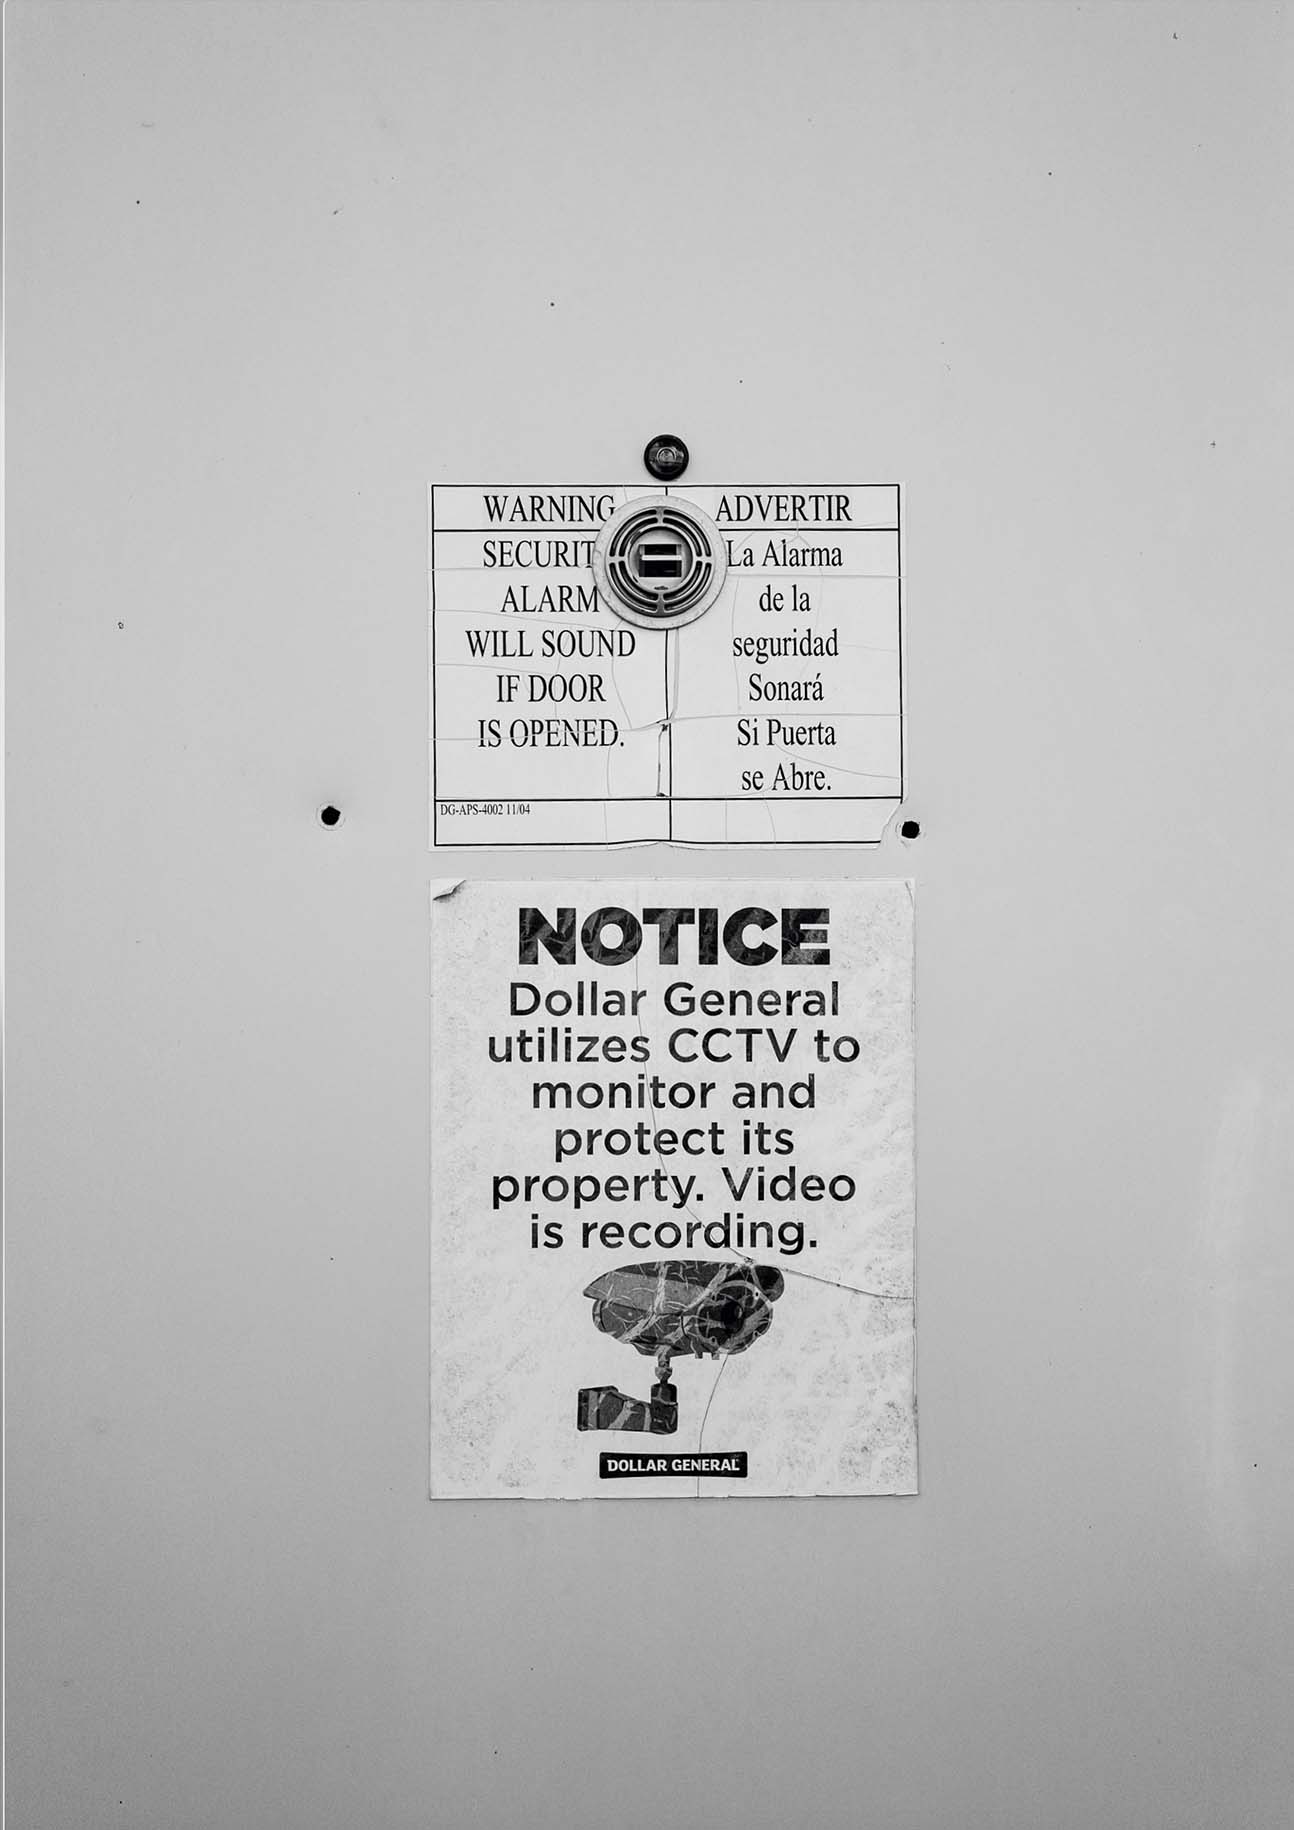 WARNING
SECURIT
ALARM
WILL SOUND
IF DOOR
IS OPENED.
ADVERTIR
La Alarma
de la
seguridad
Sonará
Si Puerta
se Abre.
DG-APS-4002 11/04
NOTICE
Dollar General
utilizes CCTV to
monitor and
protect its
property. Video
is recording.
DOLLAR GENERAL